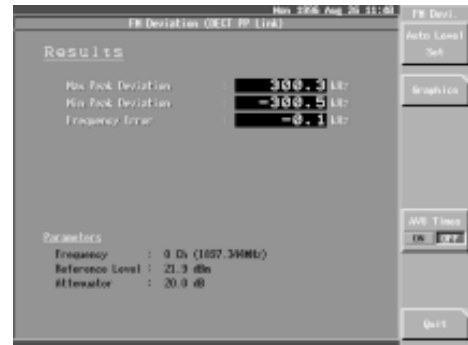 Mon 1996 Aug 26 11:48
FM Deviation (DECT PP Link)
FM Devi.
Auto Level
Set
Results
Max Peak Deviation : 300.3 kHz
Min Peak Deviation : -300.5 kHz
Frequency Error : -0.1 kHz
Graphics
AVG Times
ON OFF
Parameters
Frequency : 0 Ch (1897.344MHz)
Reference Level : 21.9 dBm
Attenuator : 20.0 dB
Quit